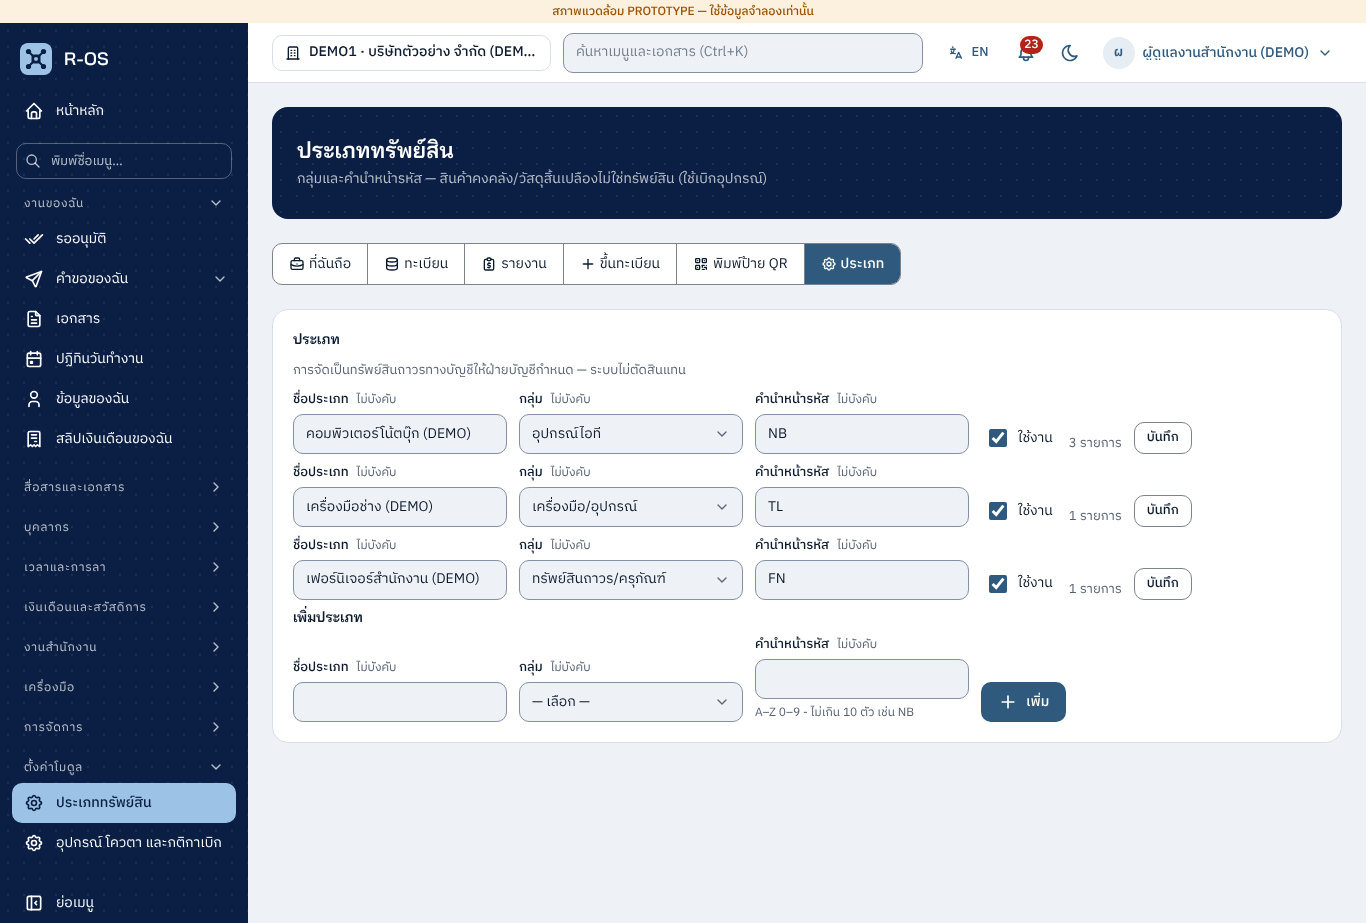 สภาพแวดล้อม PROTOTYPE — ใช้ข้อมูลจำลองเท่านั้น
R-OS
DEMO1 · บริษัทตัวอย่าง จำกัด (DEM...
ค้นหาเมนูและเอกสาร (Ctrl+K)
EN
23
ผ
ผู้ดูแลงานสำนักงาน (DEMO)
หน้าหลัก
พิมพ์ชื่อเมนู...
งานของฉัน
รออนุมัติ
คำขอของฉัน
เอกสาร
ปฏิทินวันทำงาน
ข้อมูลของฉัน
สลิปเงินเดือนของฉัน
สื่อสารและเอกสาร
บุคลากร
เวลาและการลา
เงินเดือนและสวัสดิการ
งานสำนักงาน
เครื่องมือ
การจัดการ
ตั้งค่าโมดูล
ประเภททรัพย์สิน
อุปกรณ์ โควตา และกติกาเบิก
ย่อเมนู
ประเภททรัพย์สิน
กลุ่มและคำนำหน้ารหัส — สินค้าคงคลัง/วัสดุสิ้นเปลืองไม่ใช่ทรัพย์สิน (ใช้เบิกอุปกรณ์)
ที่ฉันถือ ทะเบียน รายงาน ขึ้นทะเบียน พิมพ์ป้าย QR ประเภท
ประเภท
การจัดเป็นทรัพย์สินถาวรทางบัญชีให้ฝ่ายบัญชีกำหนด — ระบบไม่ตัดสินแทน
ชื่อประเภท ไม่บังคับ กลุ่ม ไม่บังคับ คำนำหน้ารหัส ไม่บังคับ
คอมพิวเตอร์โน้ตบุ๊ก (DEMO) อุปกรณ์ไอที NB ใช้งาน 3 รายการ บันทึก
ชื่อประเภท ไม่บังคับ กลุ่ม ไม่บังคับ คำนำหน้ารหัส ไม่บังคับ
เครื่องมือช่าง (DEMO) เครื่องมือ/อุปกรณ์ TL ใช้งาน 1 รายการ บันทึก
ชื่อประเภท ไม่บังคับ กลุ่ม ไม่บังคับ คำนำหน้ารหัส ไม่บังคับ
เฟอร์นิเจอร์สำนักงาน (DEMO) ทรัพย์สินถาวร/ครุภัณฑ์ FN ใช้งาน 1 รายการ บันทึก
เพิ่มประเภท
ชื่อประเภท ไม่บังคับ กลุ่ม ไม่บังคับ คำนำหน้ารหัส ไม่บังคับ
— เลือก — เพิ่ม
A–Z 0–9 - ไม่เกิน 10 ตัว เช่น NB